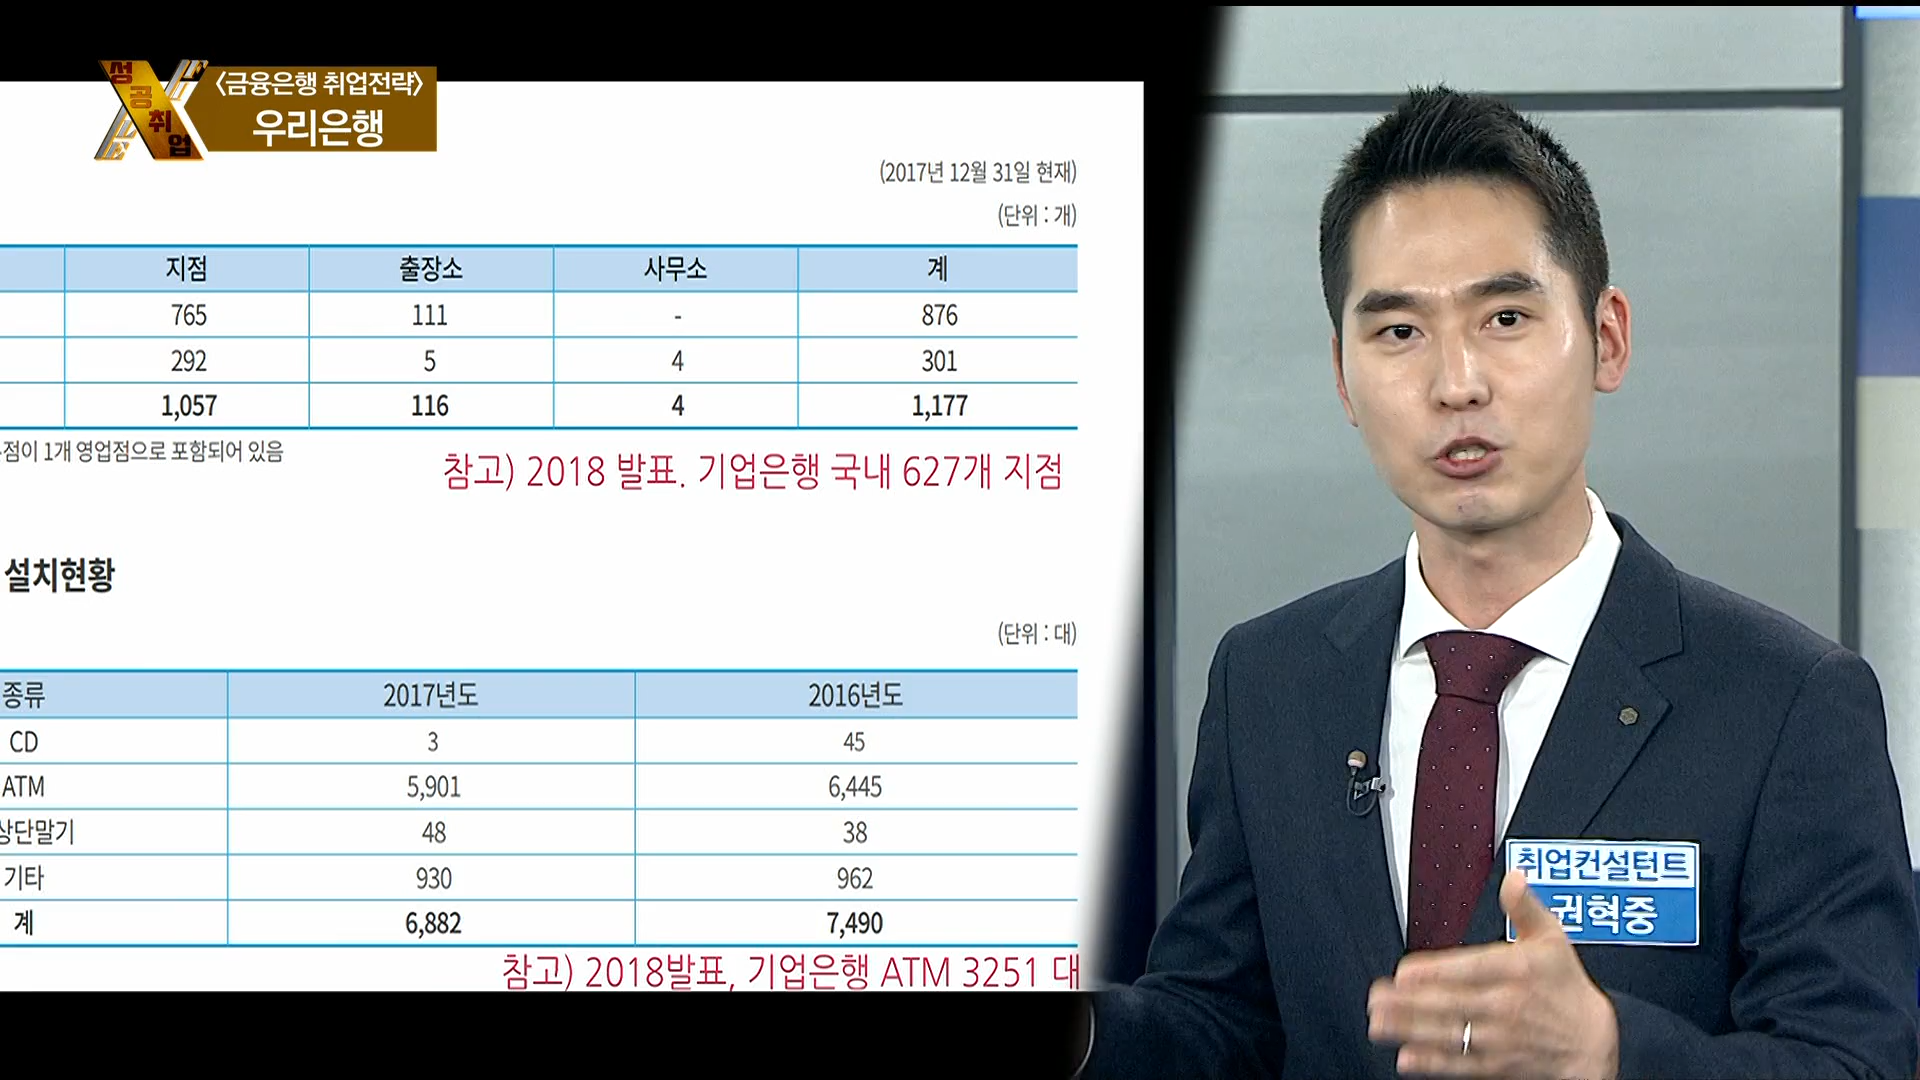 성공취업
<금융은행 취업전략>
우리은행
(2017년 12월 31일 현재)
(단위 : 개)
지점 출장소 사무소 계
765 111 - 876
292 5 4 301
1,057 116 4 1,177
점이 1개 영업점으로 포함되어 있음
참고) 2018 발표. 기업은행 국내 627개 지점
설치현황
(단위 : 대)
종류 2017년도 2016년도
CD 3 45
ATM 5,901 6,445
상단말기 48 38
기타 930 962
계 6,882 7,490
참고) 2018발표, 기업은행 ATM 3251 대
취업컨설턴트
권혁중